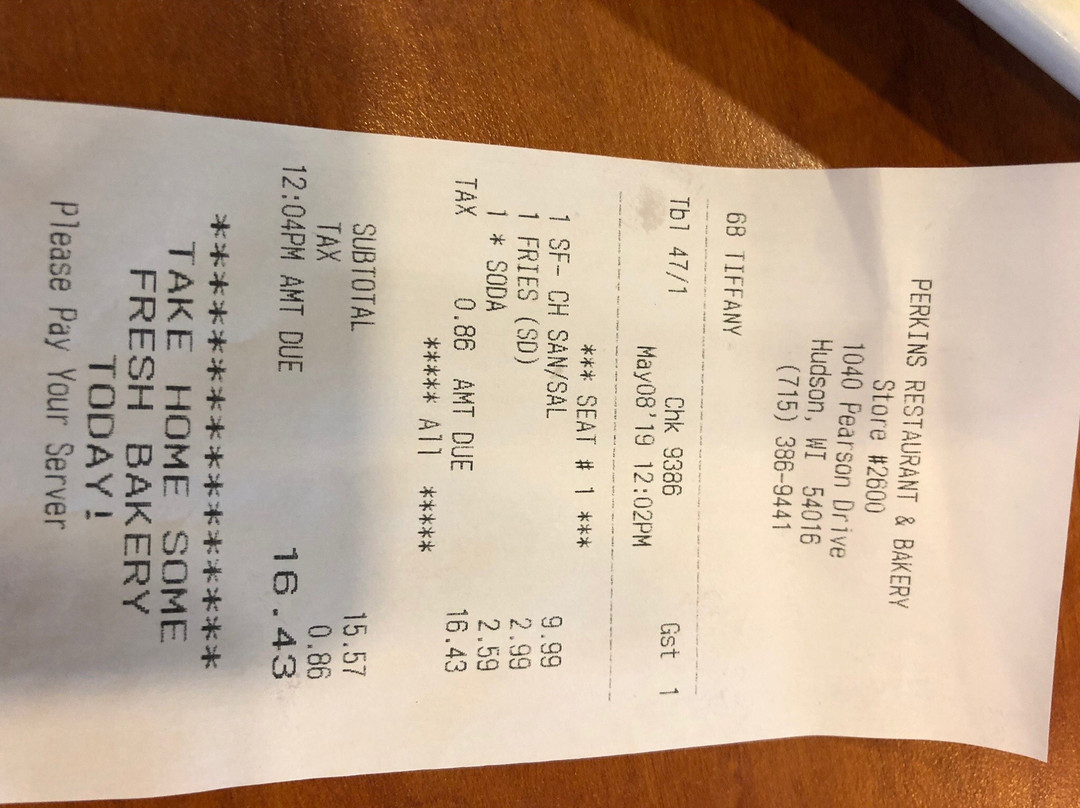 PERKINS RESTAURANT & BAKERY
Store #2600
1040 Pearson Drive
Hudson, WI 54016
(715) 386-9441
6B TIFFANY
Tbl 47/1 Chk 9386 Gst 1
May08'19 12:02PM
*** SEAT # 1 ***
1 SF- CH SAN/SAL 9.99
1 FRIES (SD) 2.99
1 * SODA 2.59
TAX 0.86 AMT DUE 16.43
***** All *****
SUBTOTAL 15.57
TAX 0.86
12:04PM AMT DUE 16.43
************************
TAKE HOME SOME
FRESH BAKERY
TODAY!
Please Pay Your Server